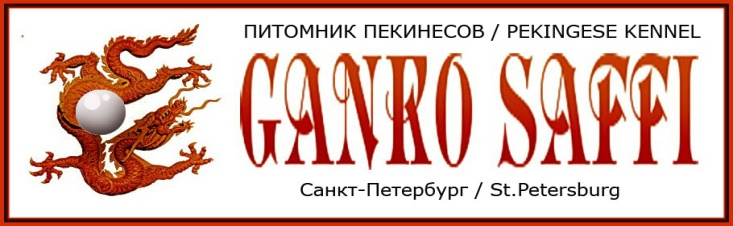 ПИТОМНИК ПЕКИНЕСОВ / PEKINGESE KENNEL
GANKO SAFFI
Санкт-Петербург / St.Petersburg